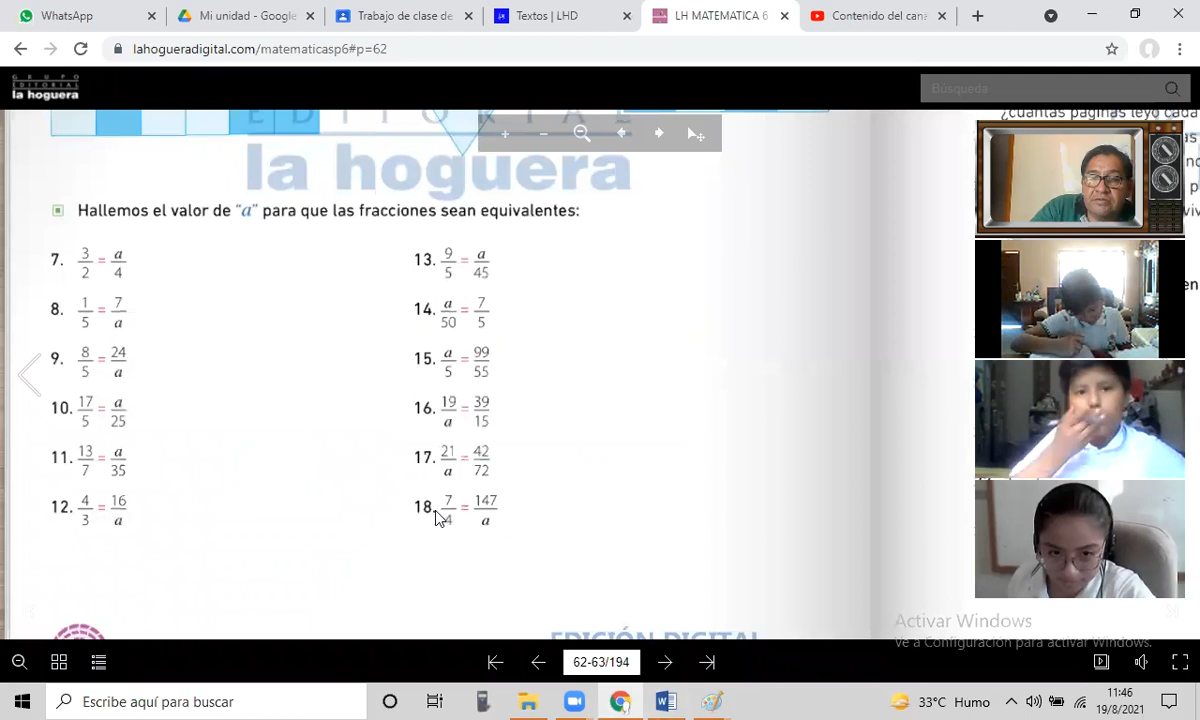 WhatsApp
Mi unidad - Google
Trabajo de clase de
Textos | LHD
LH MATEMATICA 6
Contenido del can
lahogueradigital.com/matematicasp6#p=62
GRUPO
EDITORIAL
la hoguera
Búsqueda
¿cuántas páginas leyó cada
EDITORIAL
la hoguera
Hallemos el valor de "a" para que las fracciones sean equivalentes:
7. 3/2 = a/4
8. 1/5 = 7/a
9. 8/5 = 24/a
10. 17/5 = a/25
11. 13/7 = a/35
12. 4/3 = 16/a
13. 9/5 = a/45
14. a/50 = 7/5
15. a/5 = 99/55
16. 19/a = 39/15
17. 21/a = 42/72
18. 7/4 = 147/a
EDICIÓN DIGITAL
Activar Windows
Ve a Configuración para activar Windows.
62-63/194
Escribe aquí para buscar
33°C Humo
11:46
19/8/2021